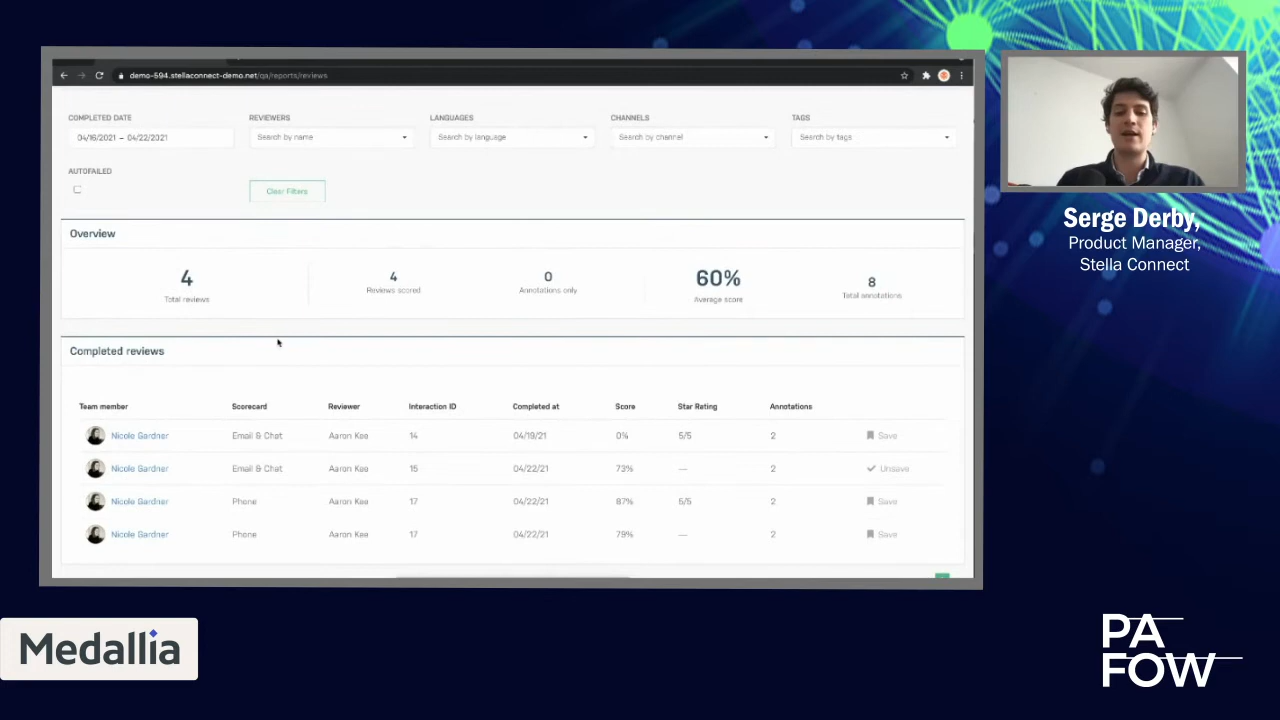 demo-594.stellaconnect-demo.net/qa/reports/reviews
COMPLETED DATE REVIEWERS LANGUAGES CHANNELS TAGS
04/16/2021 – 04/22/2021 Search by name Search by language Search by channel Search by tags
AUTOFAILED
Clear Filters
Overview
4 4 0 60% 8
Total reviews Reviews scored Annotations only Average score Total annotations
Completed reviews
Team member Scorecard Reviewer Interaction ID Completed at Score Star Rating Annotations
Nicole Gardner Email & Chat Aaron Kee 14 04/19/21 0% 5/5 2 Save
Nicole Gardner Email & Chat Aaron Kee 15 04/22/21 73% — 2 Unsave
Nicole Gardner Phone Aaron Kee 17 04/22/21 87% 5/5 2 Save
Nicole Gardner Phone Aaron Kee 17 04/22/21 79% — 2 Save
Serge Derby,
Product Manager,
Stella Connect
Medallia
PA
FOW